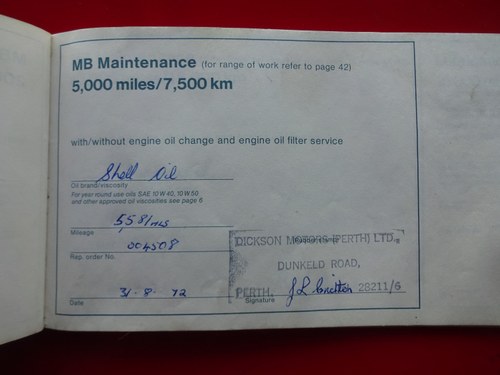 MB Maintenance (for range of work refer to page 42)
5,000 miles/7,500 km
with/without engine oil change and engine oil filter service
Shell Oil
Oil brands/viscosity
For year round use oils SAE 10 W 40, 10 W 50
and other approved oil viscosities see page 6
5581 mls
Mileage
004508
Rep. order No.
DICKSON MOTORS (PERTH) LTD.,
DUNKELD ROAD,
PERTH. 28211/6
31·8·72
Date
Signature